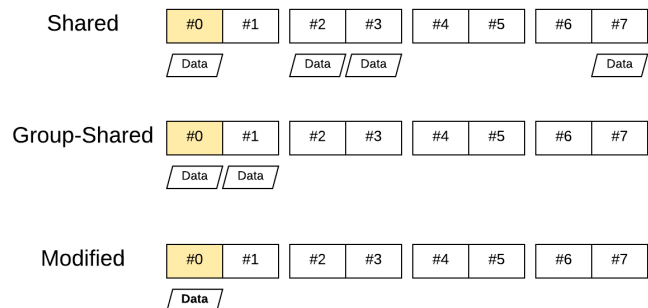 Shared #0 #1 #2 #3 #4 #5 #6 #7
Data Data Data Data
Group-Shared #0 #1 #2 #3 #4 #5 #6 #7
Data Data
Modified #0 #1 #2 #3 #4 #5 #6 #7
Data